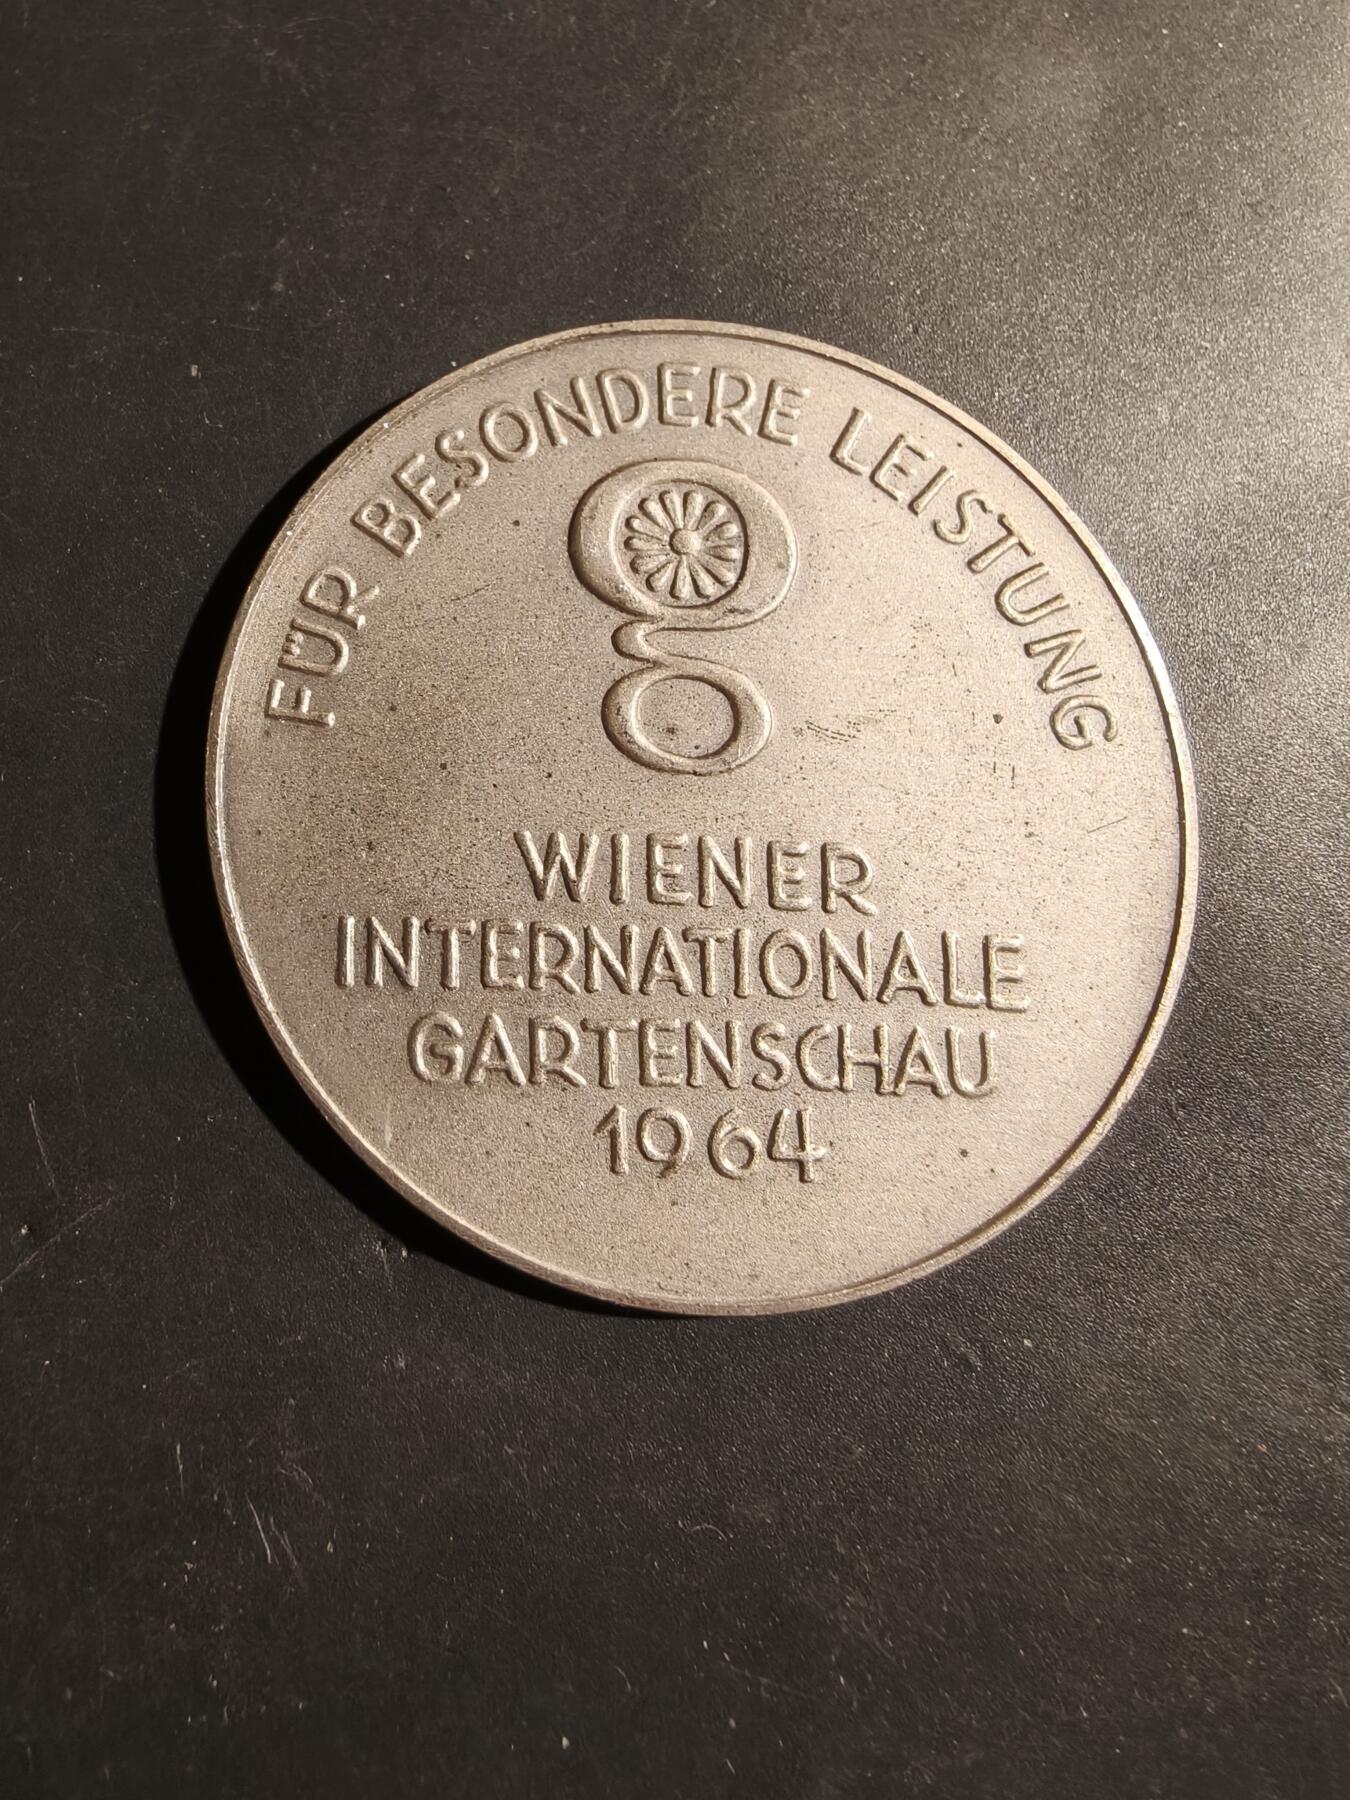 FÜR BESONDERE LEISTUNG
g
WIENER
INTERNATIONALE
GARTENSCHAU
1964